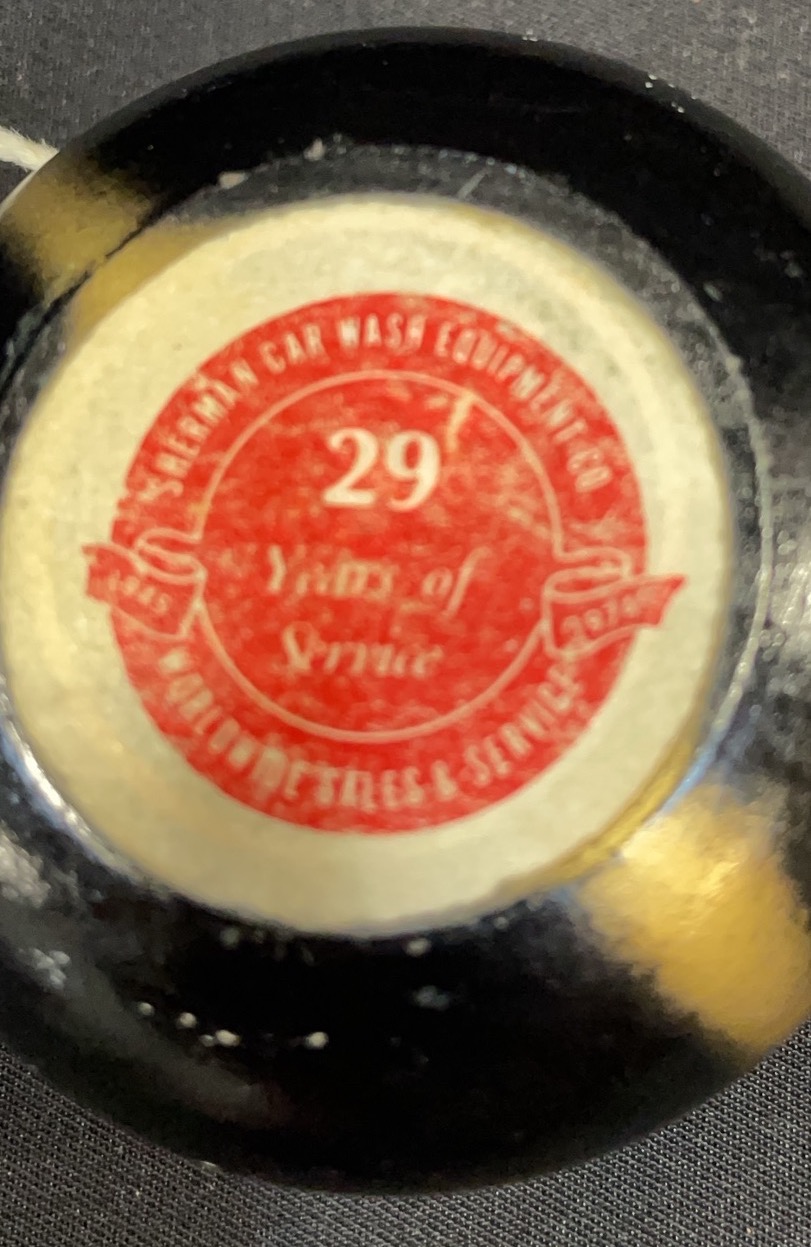 SHERMAN CAR WASH EQUIPMENT CO
29
Years of
Service
1945
1974
WORLDWIDE SALES & SERVICE